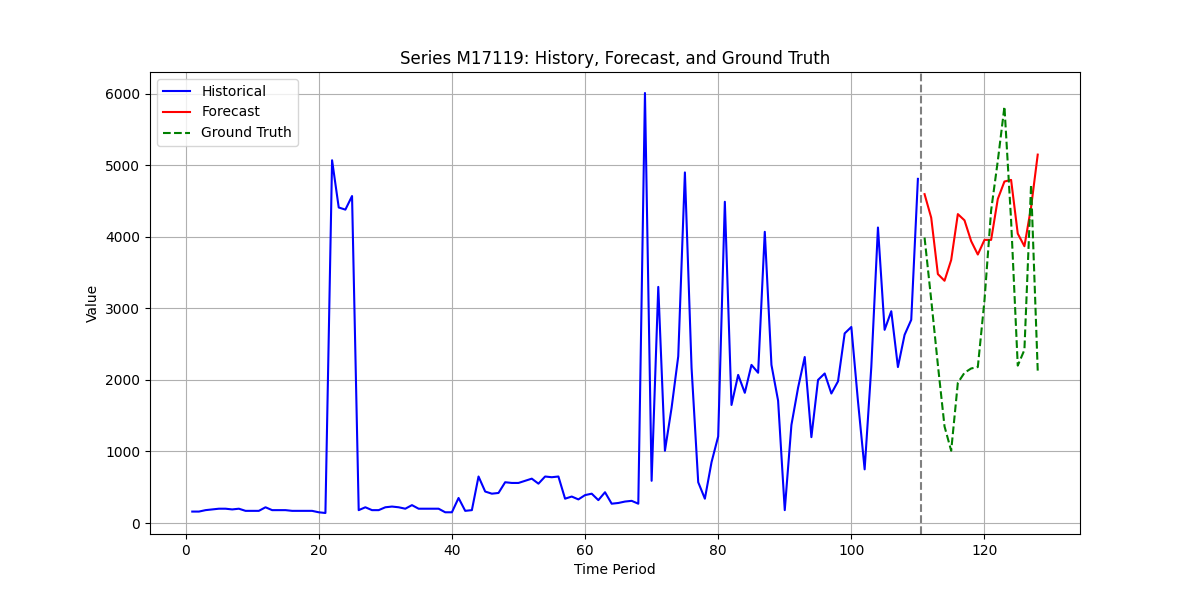 Series M17119: History, Forecast, and Ground Truth
Historical
Forecast
Ground Truth
6000
5000
4000
3000
2000
1000
0
Value
0 20 40 60 80 100 120
Time Period